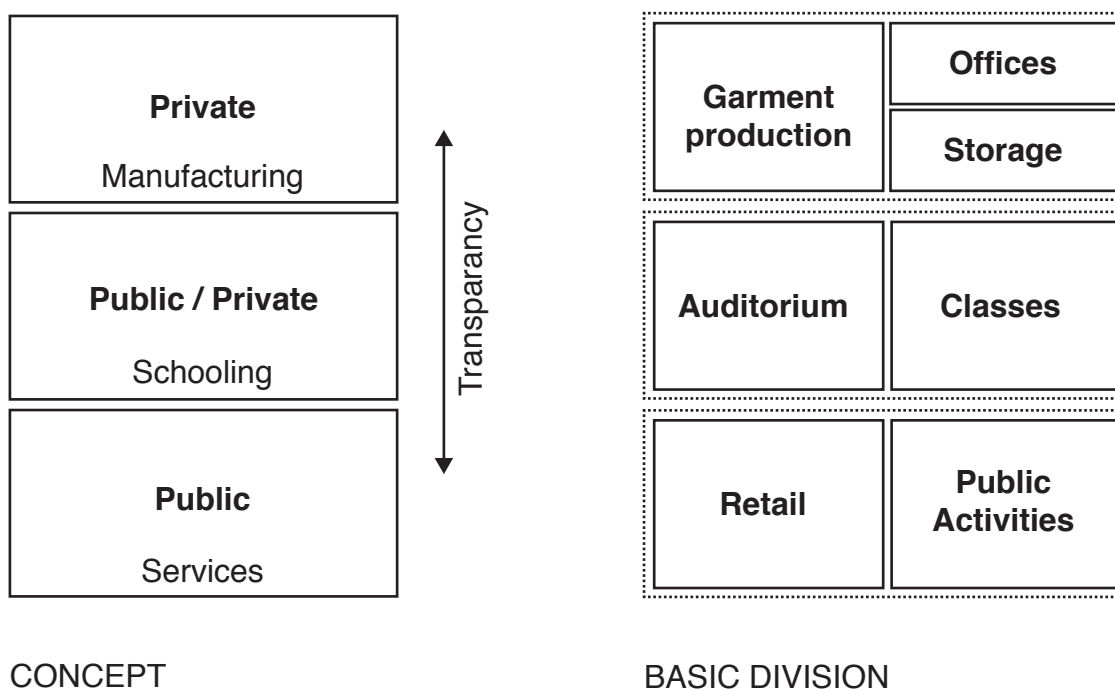 Private
Manufacturing
Public / Private
Schooling
Public
Services
Transparancy
CONCEPT
Garment
production
Offices
Storage
Auditorium
Classes
Retail
Public
Activities
BASIC DIVISION